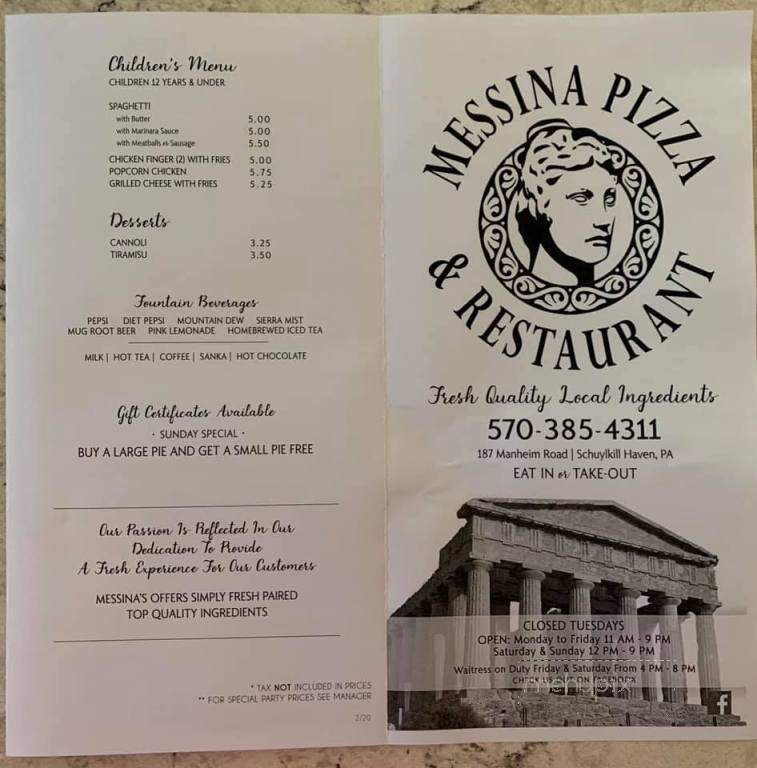 Children's Menu
CHILDREN 12 YEARS & UNDER
SPAGHETTI
with Butter 5.00
with Marinara Sauce 5.00
with Meatballs or Sausage 5.50
CHICKEN FINGER (2) WITH FRIES 5.00
POPCORN CHICKEN 5.75
GRILLED CHEESE WITH FRIES 5.25
Desserts
CANNOLI 3.25
TIRAMISU 3.50
Fountain Beverages
PEPSI DIET PEPSI MOUNTAIN DEW SIERRA MIST
MUG ROOT BEER PINK LEMONADE HOMEBREWED ICED TEA
MILK | HOT TEA | COFFEE | SANKA | HOT CHOCOLATE
Gift Certificates Available
· SUNDAY SPECIAL ·
BUY A LARGE PIE AND GET A SMALL PIE FREE
Our Passion Is Reflected In Our
Dedication To Provide
A Fresh Experience For Our Customers
MESSINA'S OFFERS SIMPLY FRESH PAIRED
TOP QUALITY INGREDIENTS
* TAX NOT INCLUDED IN PRICES
** FOR SPECIAL PARTY PRICES SEE MANAGER
2/20
MESSINA PIZZA
& RESTAURANT
Fresh Quality Local Ingredients
570-385-4311
187 Manheim Road | Schuylkill Haven, PA
EAT IN or TAKE-OUT
CLOSED TUESDAYS
OPEN: Monday to Friday 11 AM - 9 PM
Saturday & Sunday 12 PM - 9 PM
Waitress on Duty Friday & Saturday From 4 PM - 8 PM
CHECK US OUT ON FACEBOOK
f